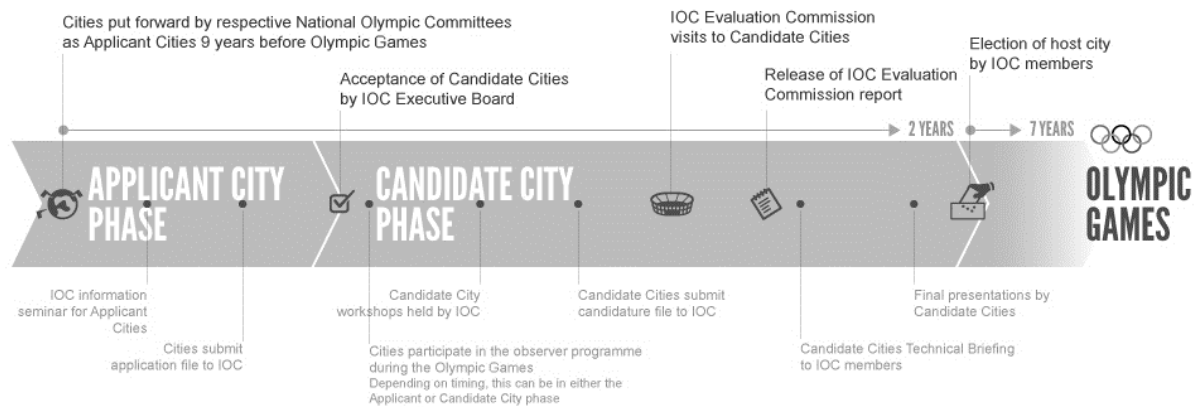 Cities put forward by respective National Olympic Committees
as Applicant Cities 9 years before Olympic Games
Acceptance of Candidate Cities
by IOC Executive Board
IOC Evaluation Commission
visits to Candidate Cities
Release of IOC Evaluation
Commission report
Election of host city
by IOC members
2 YEARS
7 YEARS
APPLICANT CITY
PHASE
CANDIDATE CITY
PHASE
OLYMPIC
GAMES
IOC information
seminar for Applicant
Cities
Cities submit
application file to IOC
Candidate City
workshops held by IOC
Cities participate in the observer programme
during the Olympic Games
Depending on timing, this can be in either the
Applicant or Candidate City phase
Candidate Cities submit
candidature file to IOC
Candidate Cities Technical Briefing
to IOC members
Final presentations by
Candidate Cities